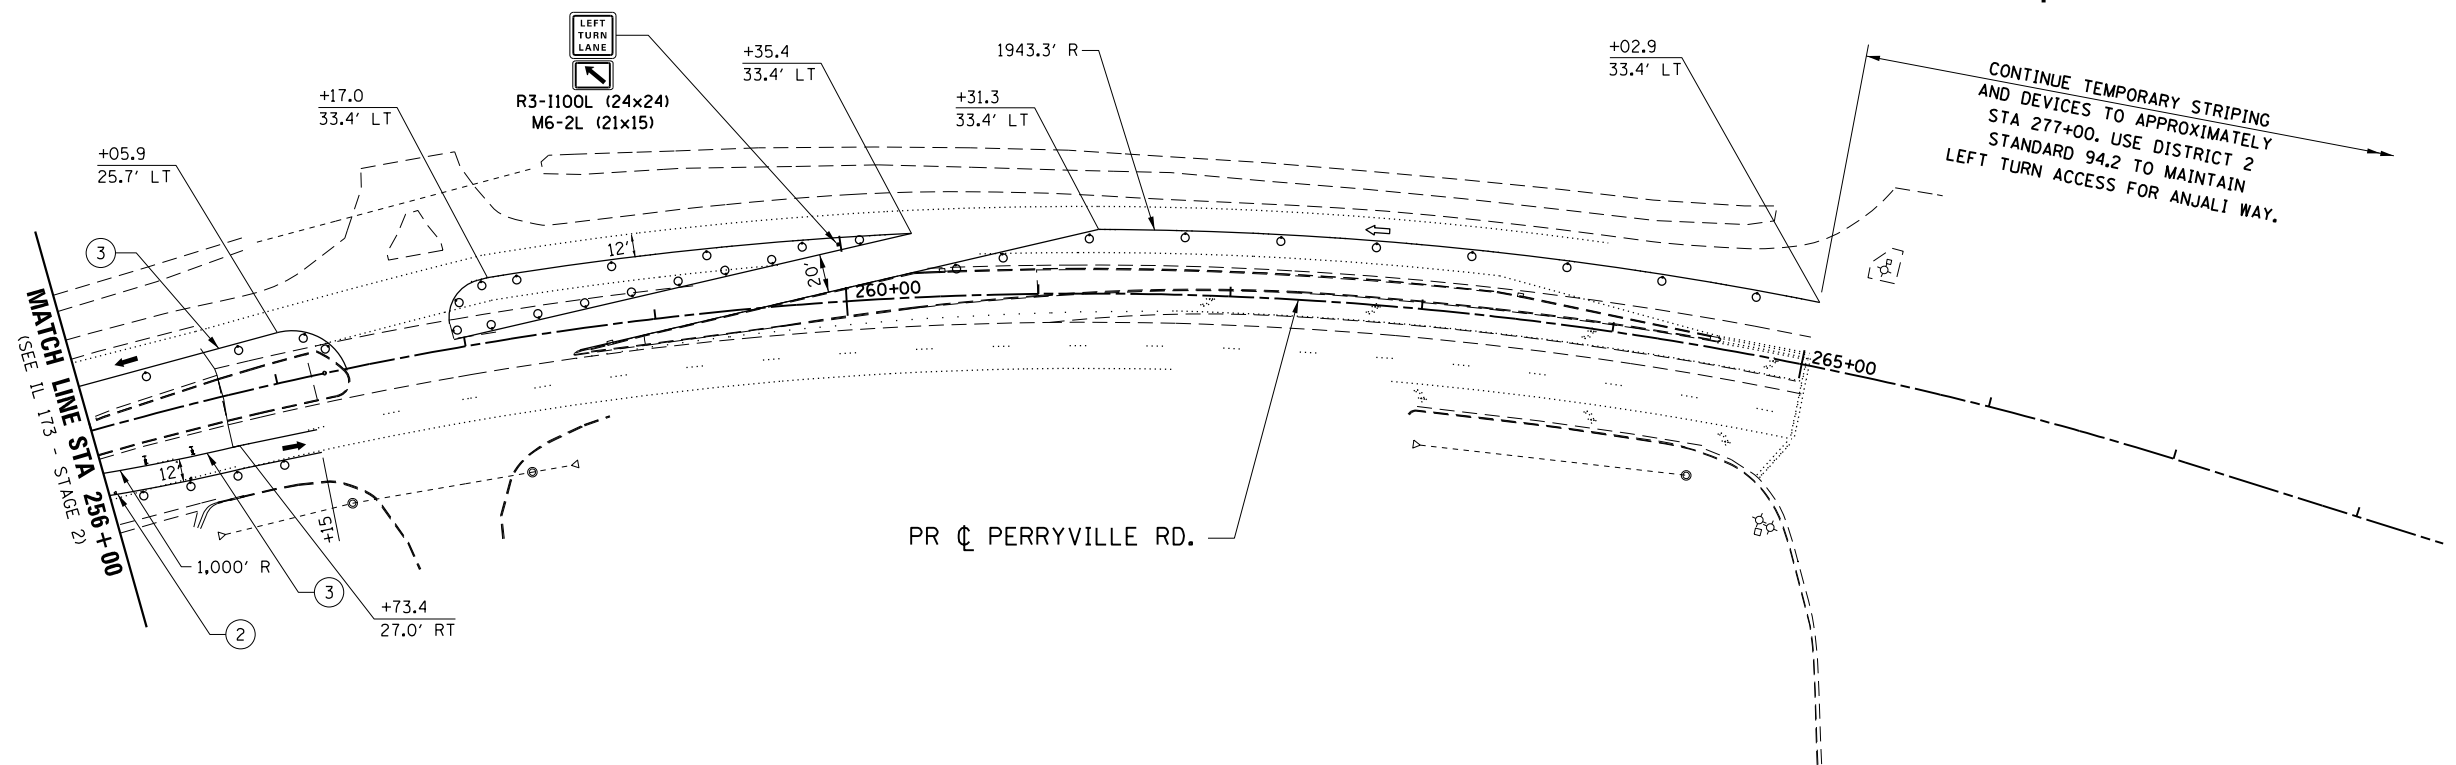 LEFT
TURN
LANE
R3-I100L (24x24)
M6-2L (21x15)
+35.4
33.4' LT
1943.3' R
+02.9
33.4' LT
CONTINUE TEMPORARY STRIPING
AND DEVICES TO APPROXIMATELY
STA 277+00. USE DISTRICT 2
STANDARD 94.2 TO MAINTAIN
LEFT TURN ACCESS FOR ANJALI WAY.
+17.0
33.4' LT
+31.3
33.4' LT
+05.9
25.7' LT
3
12'
20'
260+00
265+00
MATCH LINE STA 256+00
(SEE IL 173 - STAGE 2)
12'
+15
1,000' R
3
2
+73.4
27.0' RT
PR ℄ PERRYVILLE RD.